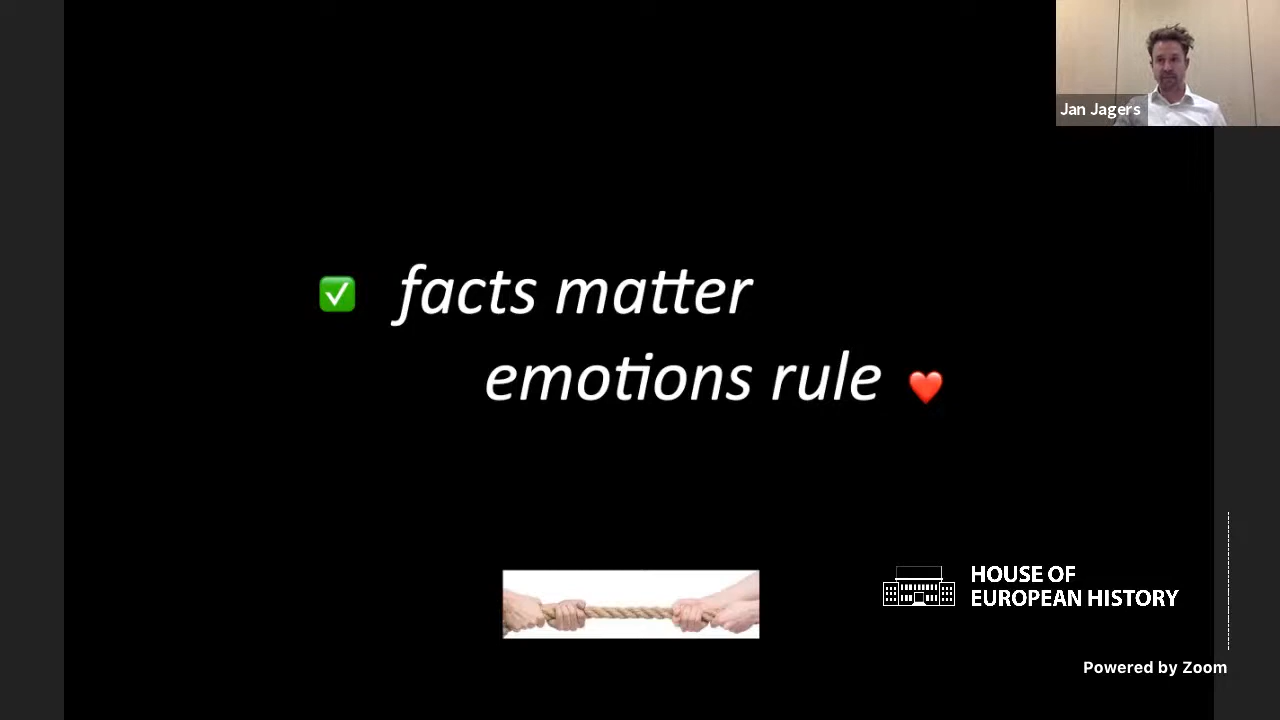 Jan Jagers
facts matter
emotions rule
HOUSE OF
EUROPEAN HISTORY
Powered by Zoom